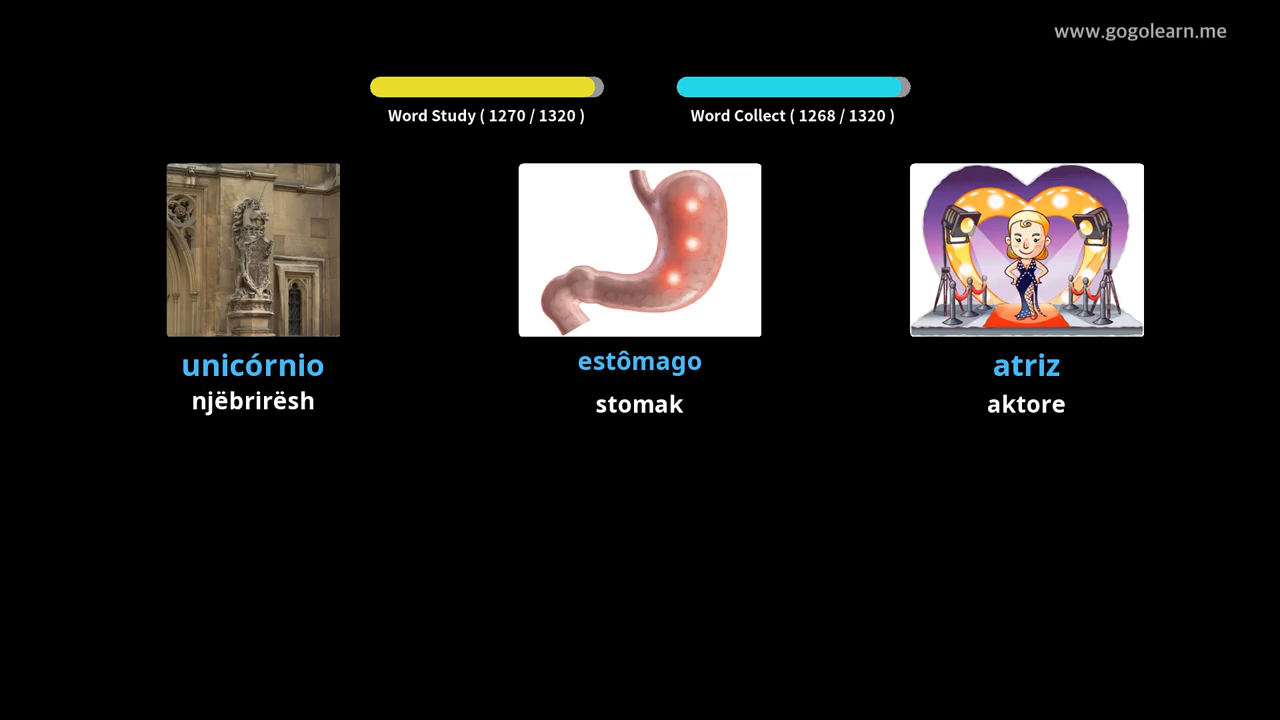 www.gogolearn.me
Word Study ( 1270 / 1320 )
Word Collect ( 1268 / 1320 )
unicórnio
njëbrirësh
estômago
stomak
atriz
aktore